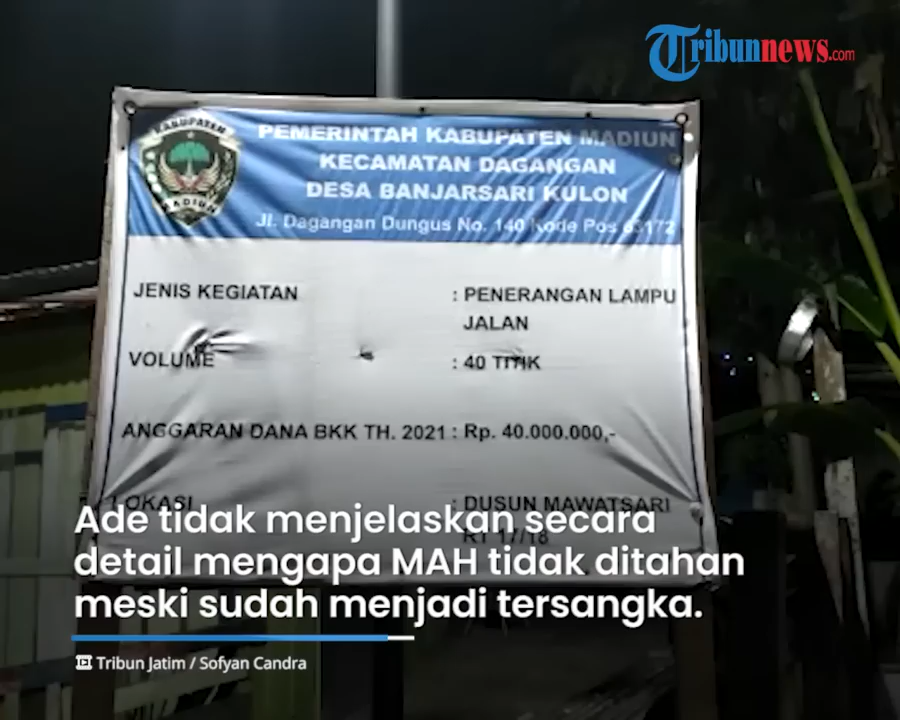 Tribunnews.com
KABUPATEN
MADIUN
PEMERINTAH KABUPATEN MADIUN
KECAMATAN DAGANGAN
DESA BANJARSARI KULON
Jl. Dagangan Dungus No. 140 Kode Pos 63172
JENIS KEGIATAN : PENERANGAN LAMPU
JALAN
VOLUME : 40 TITIK
ANGGARAN DANA BKK TH. 2021 : Rp. 40.000.000,-
LOKASI : DUSUN MAWATSARI
RT 17/18
Ade tidak menjelaskan secara
detail mengapa MAH tidak ditahan
meski sudah menjadi tersangka.
Tribun Jatim / Sofyan Candra